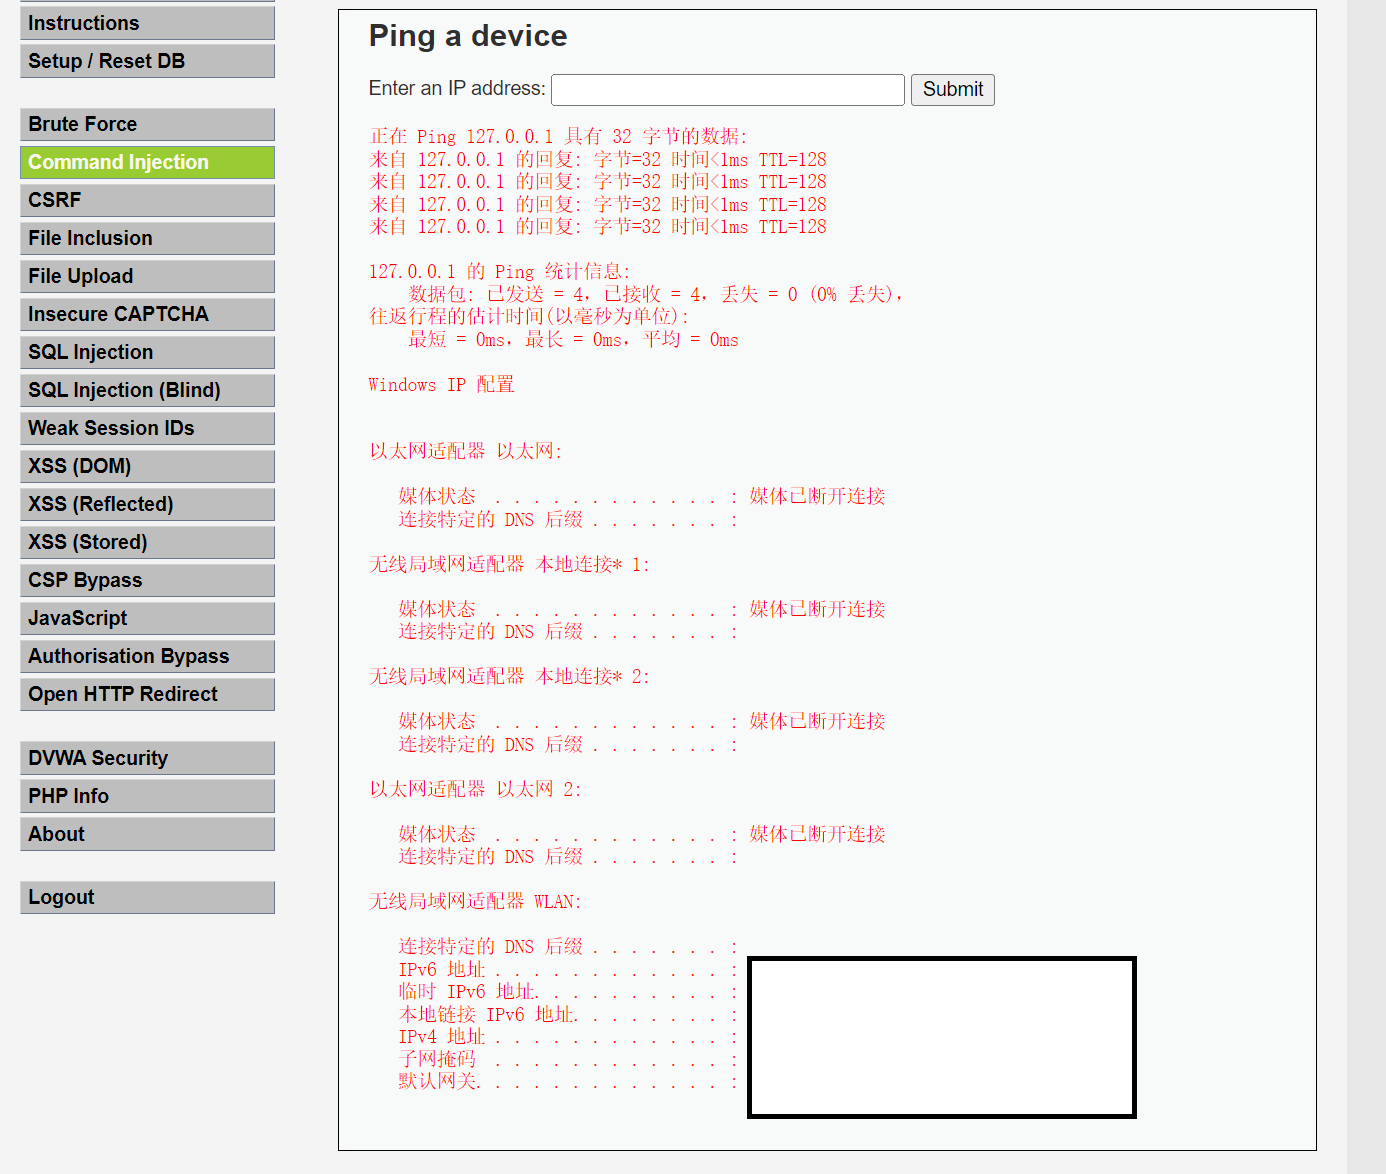 Instructions
Setup / Reset DB
Brute Force
Command Injection
CSRF
File Inclusion
File Upload
Insecure CAPTCHA
SQL Injection
SQL Injection (Blind)
Weak Session IDs
XSS (DOM)
XSS (Reflected)
XSS (Stored)
CSP Bypass
JavaScript
Authorisation Bypass
Open HTTP Redirect
DVWA Security
PHP Info
About
Logout
Ping a device
Enter an IP address: Submit
正在 Ping 127.0.0.1 具有 32 字节的数据:
来自 127.0.0.1 的回复: 字节=32 时间<1ms TTL=128
来自 127.0.0.1 的回复: 字节=32 时间<1ms TTL=128
来自 127.0.0.1 的回复: 字节=32 时间<1ms TTL=128
来自 127.0.0.1 的回复: 字节=32 时间<1ms TTL=128
127.0.0.1 的 Ping 统计信息:
数据包: 已发送 = 4，已接收 = 4，丢失 = 0 (0% 丢失)，
往返行程的估计时间(以毫秒为单位):
最短 = 0ms，最长 = 0ms，平均 = 0ms
Windows IP 配置
以太网适配器 以太网:
媒体状态 . . . . . . . . . . . . : 媒体已断开连接
连接特定的 DNS 后缀 . . . . . . . :
无线局域网适配器 本地连接* 1:
媒体状态 . . . . . . . . . . . . : 媒体已断开连接
连接特定的 DNS 后缀 . . . . . . . :
无线局域网适配器 本地连接* 2:
媒体状态 . . . . . . . . . . . . : 媒体已断开连接
连接特定的 DNS 后缀 . . . . . . . :
以太网适配器 以太网 2:
媒体状态 . . . . . . . . . . . . : 媒体已断开连接
连接特定的 DNS 后缀 . . . . . . . :
无线局域网适配器 WLAN:
连接特定的 DNS 后缀 . . . . . . . :
IPv6 地址 . . . . . . . . . . . . :
临时 IPv6 地址. . . . . . . . . . :
本地链接 IPv6 地址. . . . . . . . :
IPv4 地址 . . . . . . . . . . . . :
子网掩码 . . . . . . . . . . . . :
默认网关. . . . . . . . . . . . . :